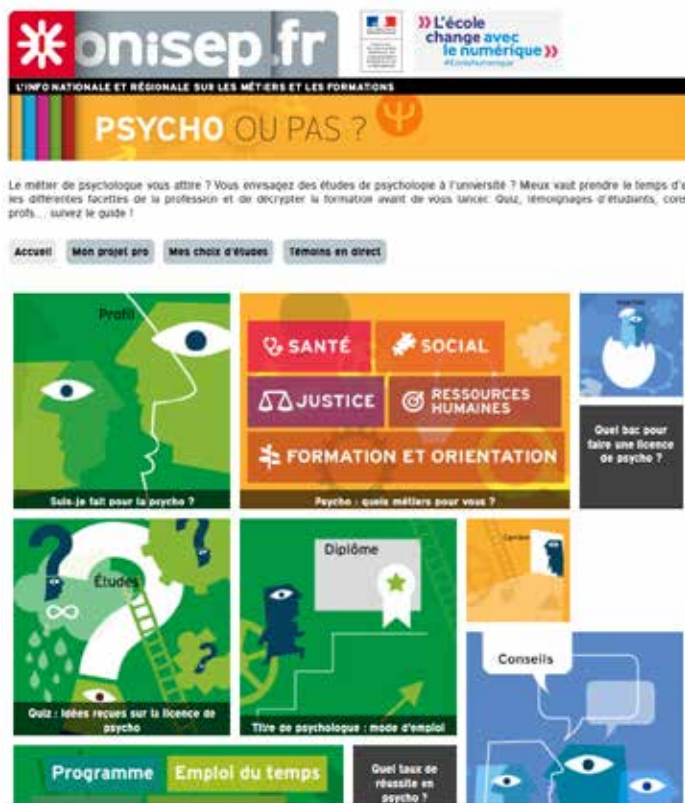 onisep.fr
L'école
change avec
le numérique
#EcoleNumerique
L'INFO NATIONALE ET RÉGIONALE SUR LES MÉTIERS ET LES FORMATIONS
PSYCHO OU PAS ?
Le métier de psychologue vous attire ? Vous envisagez des études de psychologie à l'université ? Mieux vaut prendre le temps d'e
les différentes facettes de la profession et de décrypter la formation avant de vous lancer. Quiz, témoignages d'étudiants, cons
profs... suivez le guide !
Accueil Mon projet pro Mes choix d'études Témoins en direct
Profil
Suis-je fait pour la psycho ?
SANTÉ
SOCIAL
JUSTICE
RESSOURCES
HUMAINES
FORMATION ET ORIENTATION
Psycho : quels métiers pour vous ?
Quel bac pour
faire une licence
de psycho ?
Études
Quiz : idées reçues sur la licence de
psycho
Diplôme
Titre de psychologue : mode d'emploi
Conseils
Programme Emploi du temps
Quel taux de
réussite en
psycho ?